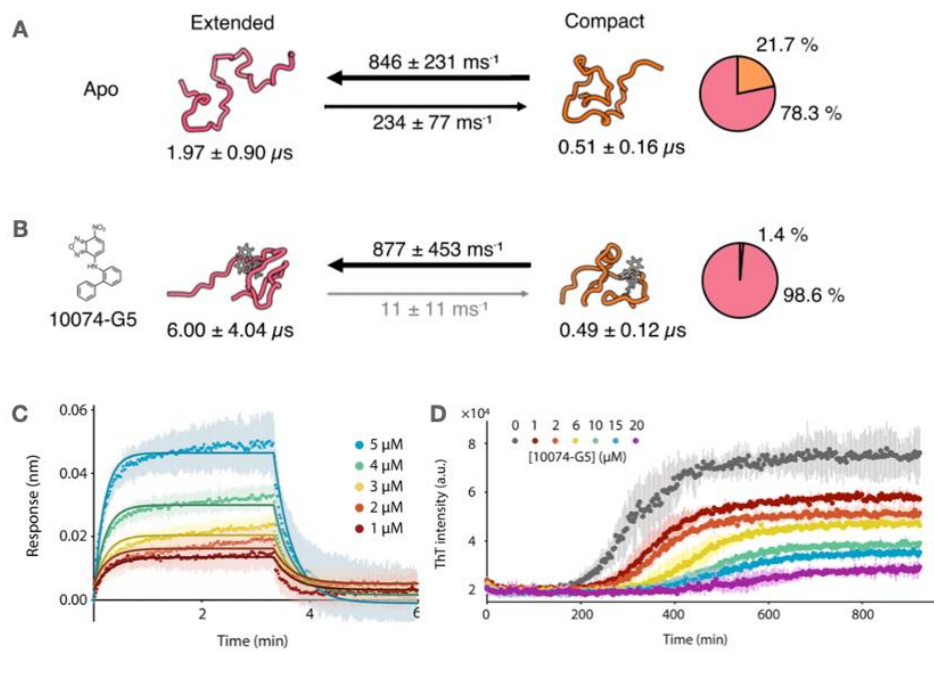 A
Extended
Compact
Apo
846 ± 231 ms⁻¹
234 ± 77 ms⁻¹
1.97 ± 0.90 µs
0.51 ± 0.16 µs
21.7 %
78.3 %
B
NO₂
N
O
N
HN
10074-G5
877 ± 453 ms⁻¹
11 ± 11 ms⁻¹
6.00 ± 4.04 µs
0.49 ± 0.12 µs
1.4 %
98.6 %
C
Response (nm)
0.06
0.04
0.02
0.00
2
4
6
Time (min)
5 µM
4 µM
3 µM
2 µM
1 µM
D
×10⁴
ThT intensity (a.u.)
8
6
4
2
0 1 2 6 10 15 20
[10074-G5] (µM)
0 200 400 600 800
Time (min)